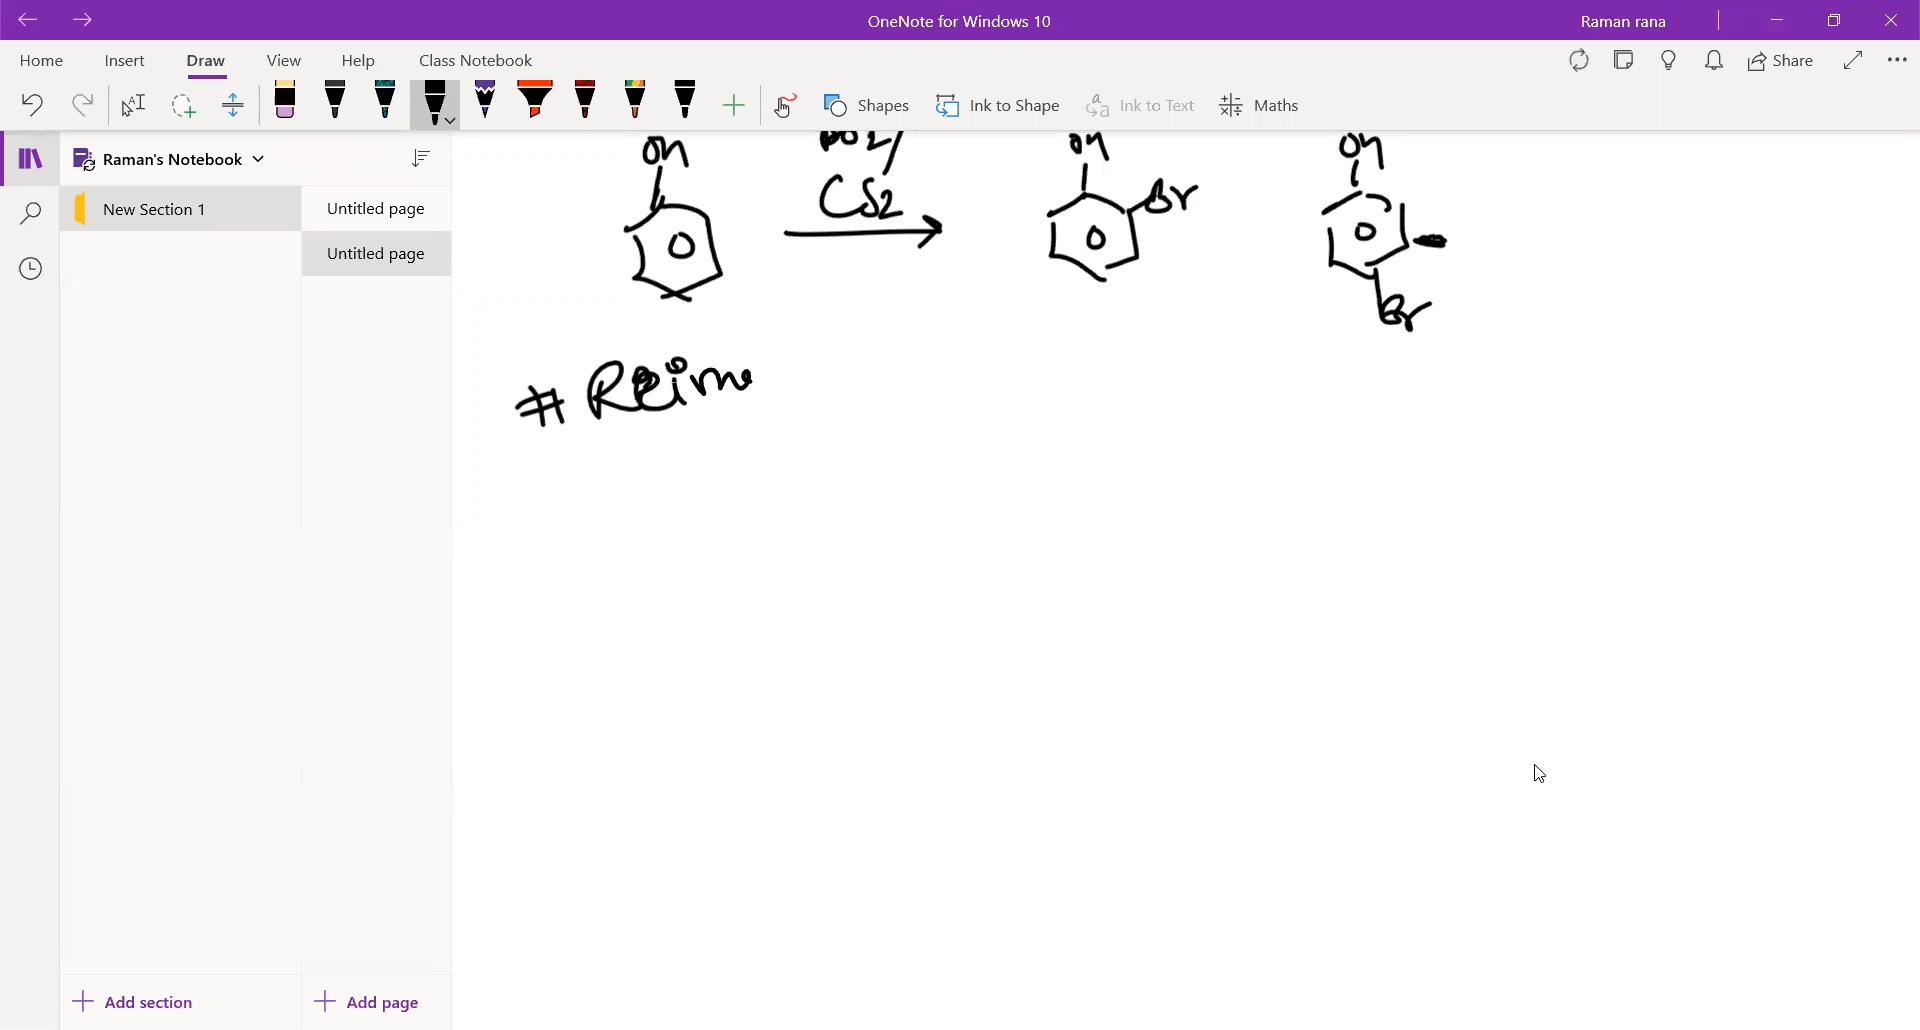 OneNote for Windows 10
Raman rana
Home Insert Draw View Help Class Notebook
Share
Shapes Ink to Shape Ink to Text Maths
Raman's Notebook
New Section 1
Untitled page
Untitled page
OH
CS2
OH
Br
OH
Br
# Reime
Add section
Add page